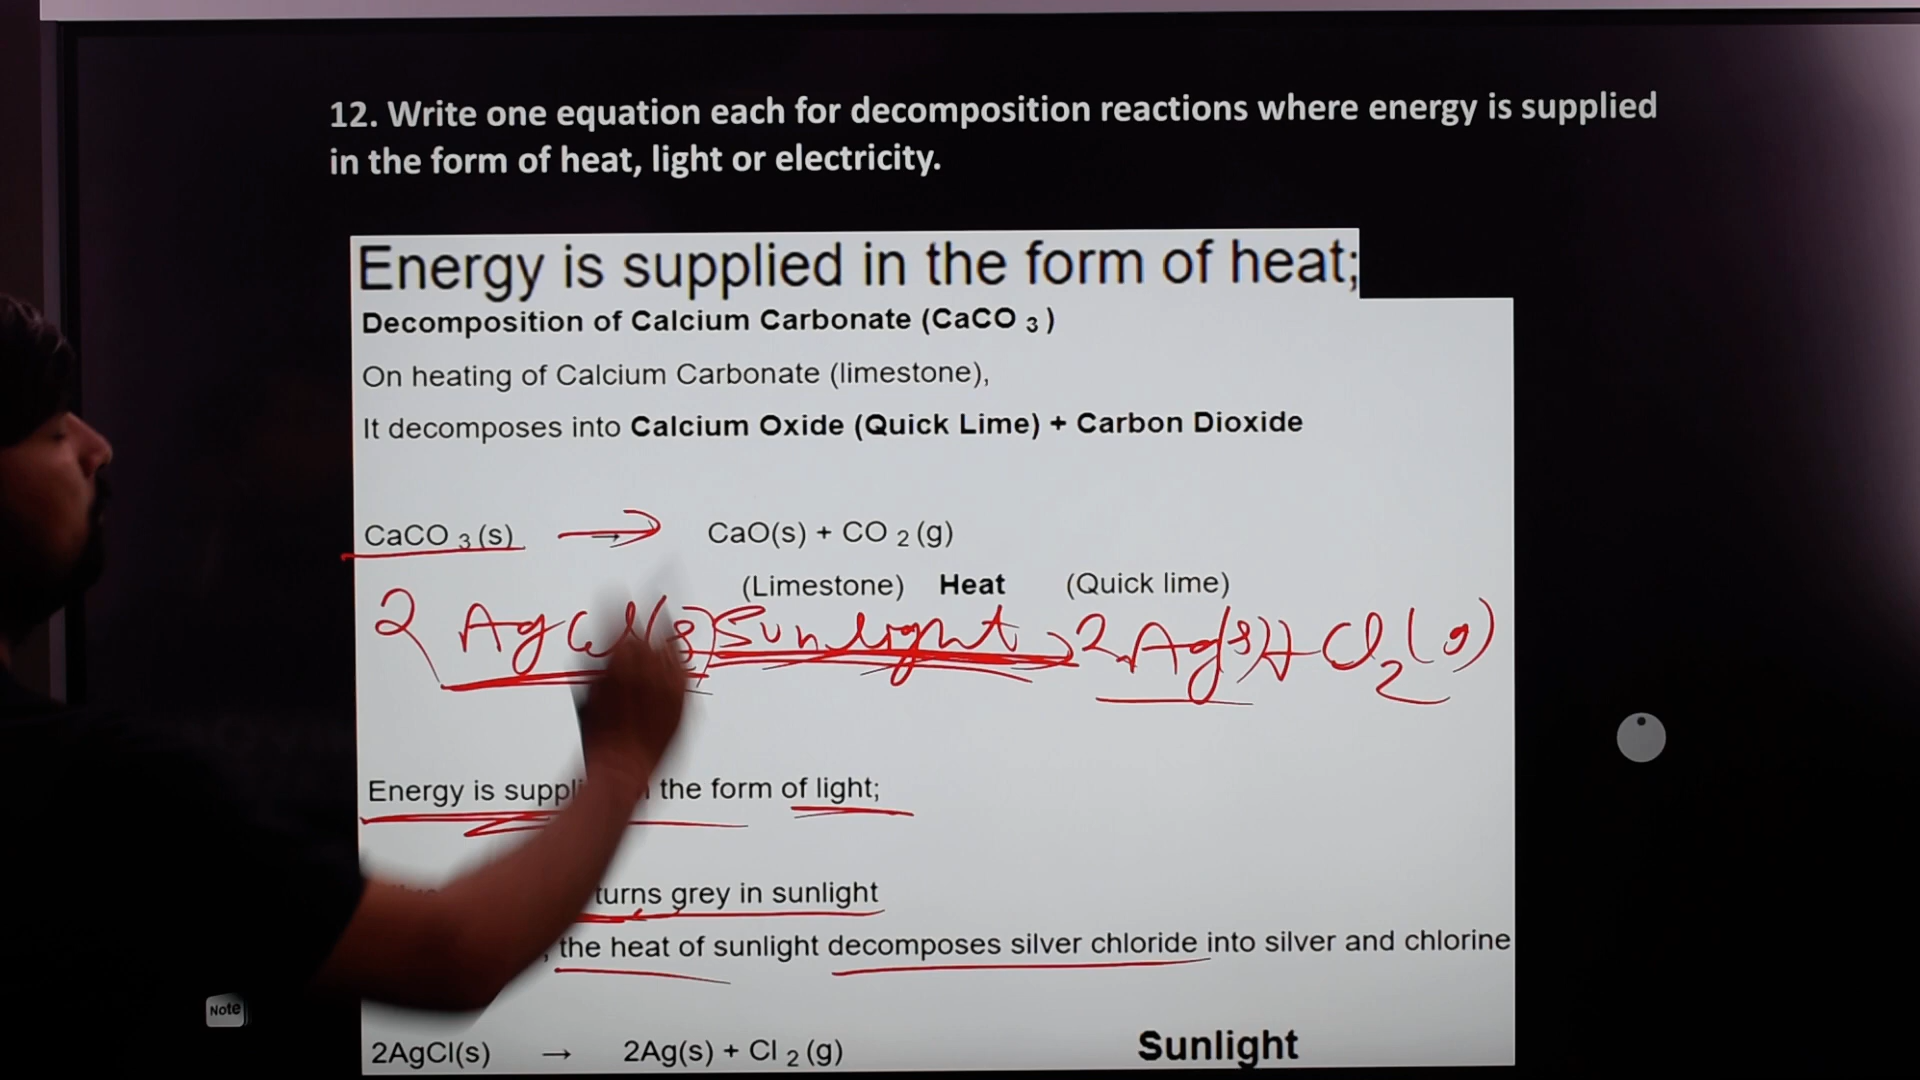 12. Write one equation each for decomposition reactions where energy is supplied
in the form of heat, light or electricity.
Energy is supplied in the form of heat;
Decomposition of Calcium Carbonate (CaCO 3 )
On heating of Calcium Carbonate (limestone),
It decomposes into Calcium Oxide (Quick Lime) + Carbon Dioxide
CaCO 3 (s) → CaO(s) + CO 2 (g)
(Limestone) Heat (Quick lime)
2 AgCl(s) Sunlight → 2Ag(s) + Cl2(g)
Energy is the form of light;
turns grey in sunlight
the heat of sunlight decomposes silver chloride into silver and chlorine
Note
2AgCl(s) → 2Ag(s) + Cl 2 (g) Sunlight